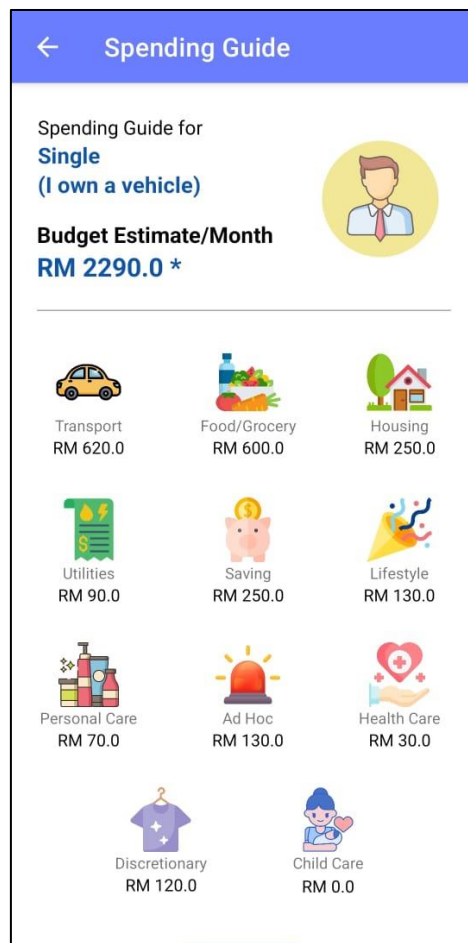 Spending Guide
Spending Guide for
Single
(I own a vehicle)
Budget Estimate/Month
RM 2290.0 *
Transport
RM 620.0
Food/Grocery
RM 600.0
Housing
RM 250.0
Utilities
RM 90.0
Saving
RM 250.0
Lifestyle
RM 130.0
Personal Care
RM 70.0
Ad Hoc
RM 130.0
Health Care
RM 30.0
Discretionary
RM 120.0
Child Care
RM 0.0